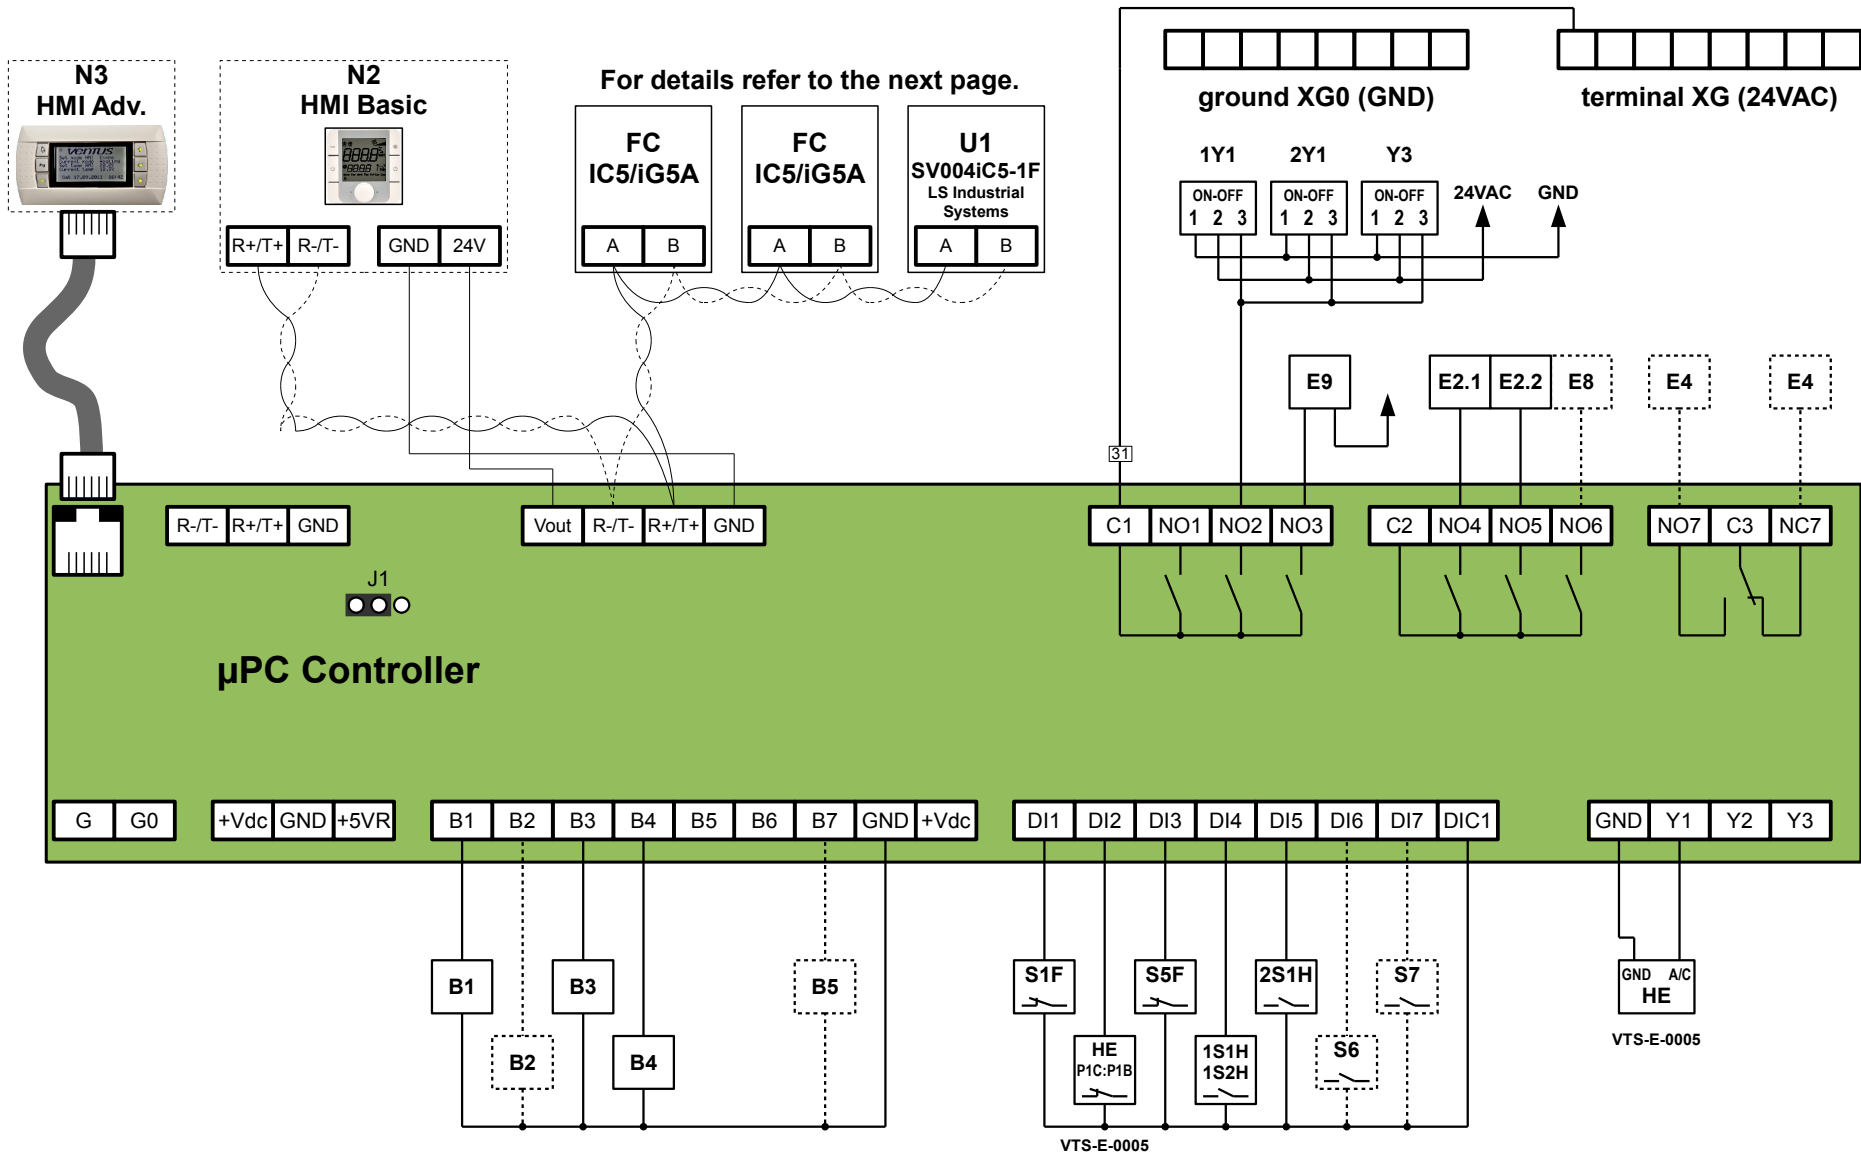 N3
HMI Adv.
ventus
N2
HMI Basic
R+/T+ R-/T- GND 24V
For details refer to the next page.
FC
IC5/iG5A
A B
FC
IC5/iG5A
A B
U1
SV004iC5-1F
LS Industrial
Systems
A B
ground XG0 (GND)
terminal XG (24VAC)
1Y1 2Y1 Y3
ON-OFF ON-OFF ON-OFF
1 2 3 1 2 3 1 2 3
24VAC GND
E9 E2.1 E2.2 E8 E4 E4
31
R-/T- R+/T+ GND
Vout R-/T- R+/T+ GND
C1 NO1 NO2 NO3
C2 NO4 NO5 NO6
NO7 C3 NC7
J1
µPC Controller
G G0
+Vdc GND +5VR
B1 B2 B3 B4 B5 B6 B7 GND +Vdc
DI1 DI2 DI3 DI4 DI5 DI6 DI7 DIC1
GND Y1 Y2 Y3
B1 B3 B5
B2 B4
S1F S5F 2S1H S7
HE
P1C:P1B
1S1H
1S2H
S6
VTS-E-0005
GND A/C
HE
VTS-E-0005